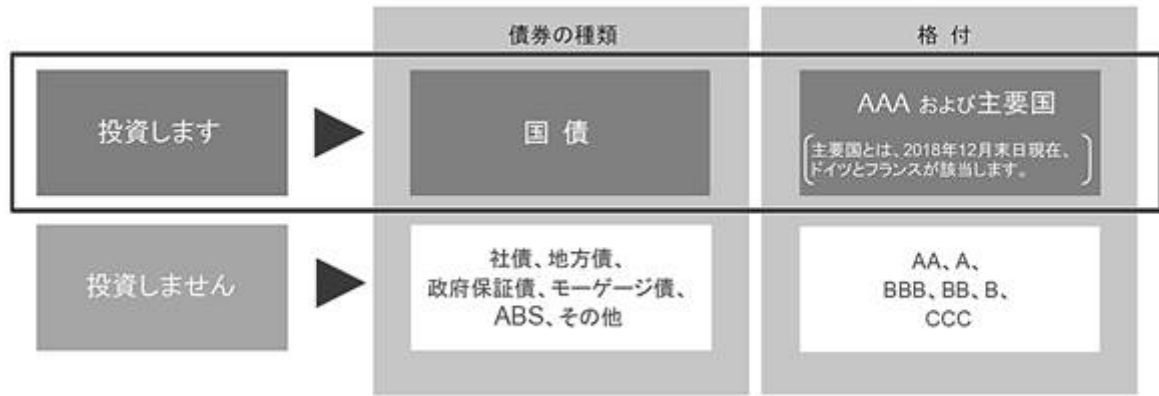 債券の種類
格 付
投資します
国 債
AAA および主要国
主要国とは、2018年12月末日現在、
ドイツとフランスが該当します。
投資しません
社債、地方債、
政府保証債、モーゲージ債、
ABS、その他
AA、A、
BBB、BB、B、
CCC